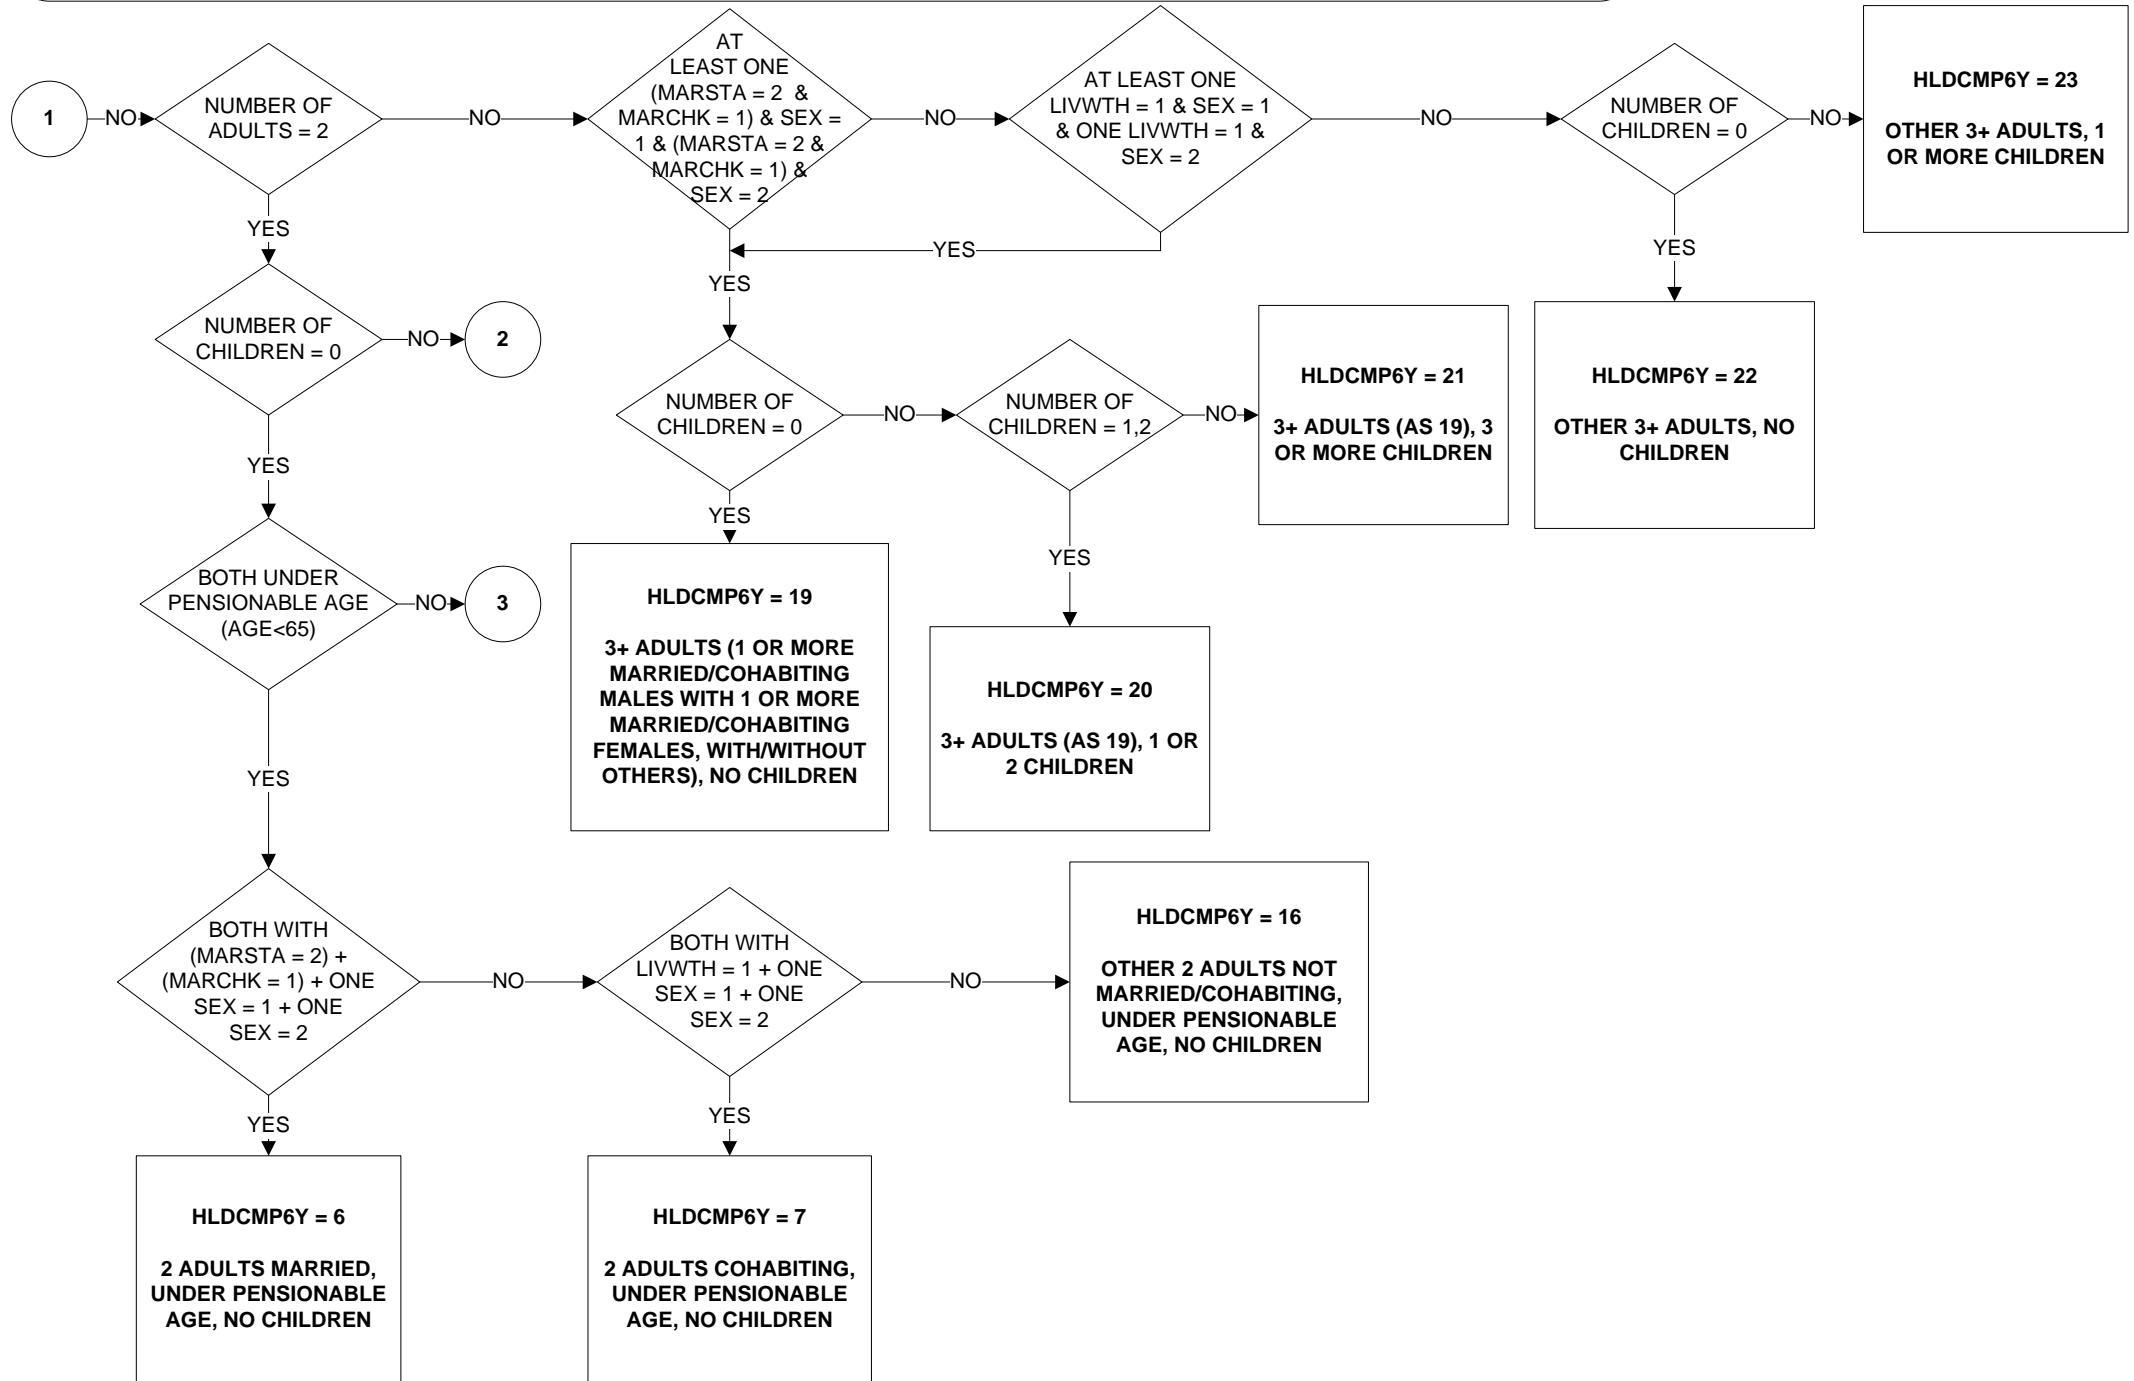 1
NO
NUMBER OF
ADULTS = 2
NO
AT
LEAST ONE
(MARSTA = 2 &
MARCHK = 1) & SEX =
1 & (MARSTA = 2 &
MARCHK = 1) &
SEX = 2
NO
AT LEAST ONE
LIVWTH = 1 & SEX = 1
& ONE LIVWTH = 1 &
SEX = 2
NO
NUMBER OF
CHILDREN = 0
NO
HLDCMP6Y = 23
OTHER 3+ ADULTS, 1
OR MORE CHILDREN
YES
YES
YES
YES
NUMBER OF
CHILDREN = 0
NO
2
NUMBER OF
CHILDREN = 0
NO
NUMBER OF
CHILDREN = 1,2
NO
HLDCMP6Y = 21
3+ ADULTS (AS 19), 3
OR MORE CHILDREN
HLDCMP6Y = 22
OTHER 3+ ADULTS, NO
CHILDREN
YES
YES
YES
BOTH UNDER
PENSIONABLE AGE
(AGE<65)
NO
3
HLDCMP6Y = 19
3+ ADULTS (1 OR MORE
MARRIED/COHABITING
MALES WITH 1 OR MORE
MARRIED/COHABITING
FEMALES, WITH/WITHOUT
OTHERS), NO CHILDREN
HLDCMP6Y = 20
3+ ADULTS (AS 19), 1 OR
2 CHILDREN
YES
BOTH WITH
(MARSTA = 2) +
(MARCHK = 1) + ONE
SEX = 1 + ONE
SEX = 2
NO
BOTH WITH
LIVWTH = 1 + ONE
SEX = 1 + ONE
SEX = 2
NO
HLDCMP6Y = 16
OTHER 2 ADULTS NOT
MARRIED/COHABITING,
UNDER PENSIONABLE
AGE, NO CHILDREN
YES
YES
HLDCMP6Y = 6
2 ADULTS MARRIED,
UNDER PENSIONABLE
AGE, NO CHILDREN
HLDCMP6Y = 7
2 ADULTS COHABITING,
UNDER PENSIONABLE
AGE, NO CHILDREN